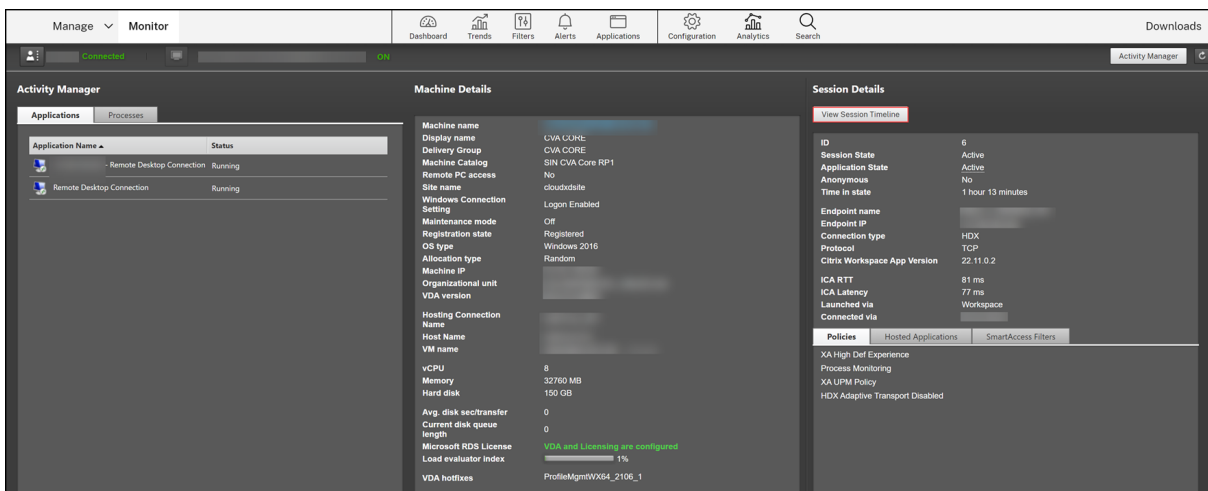 Manage Monitor Dashboard Trends Filters Alerts Applications Configuration Analytics Search Downloads
Connected ON Activity Manager
Activity Manager
Applications Processes
Application Name Status
- Remote Desktop Connection Running
Remote Desktop Connection Running
Machine Details
Machine name
Display name CVA CORE
Delivery Group CVA CORE
Machine Catalog SIN CVA Core RP1
Remote PC access No
Site name cloudxdsite
Windows Connection
Setting Logon Enabled
Maintenance mode Off
Registration state Registered
OS type Windows 2016
Allocation type Random
Machine IP
Organizational unit
VDA version
Hosting Connection
Name
Host Name
VM name
vCPU 8
Memory 32760 MB
Hard disk 150 GB
Avg. disk sec/transfer 0
Current disk queue
length 0
Microsoft RDS License VDA and Licensing are configured
Load evaluator index 1%
VDA hotfixes ProfileMgmtWX64_2106_1
Session Details
View Session Timeline
ID 6
Session State Active
Application State Active
Anonymous No
Time in state 1 hour 13 minutes
Endpoint name
Endpoint IP
Connection type HDX
Protocol TCP
Citrix Workspace App Version 22.11.0.2
ICA RTT 81 ms
ICA Latency 77 ms
Launched via Workspace
Connected via
Policies Hosted Applications SmartAccess Filters
XA High Def Experience
Process Monitoring
XA UPM Policy
HDX Adaptive Transport Disabled